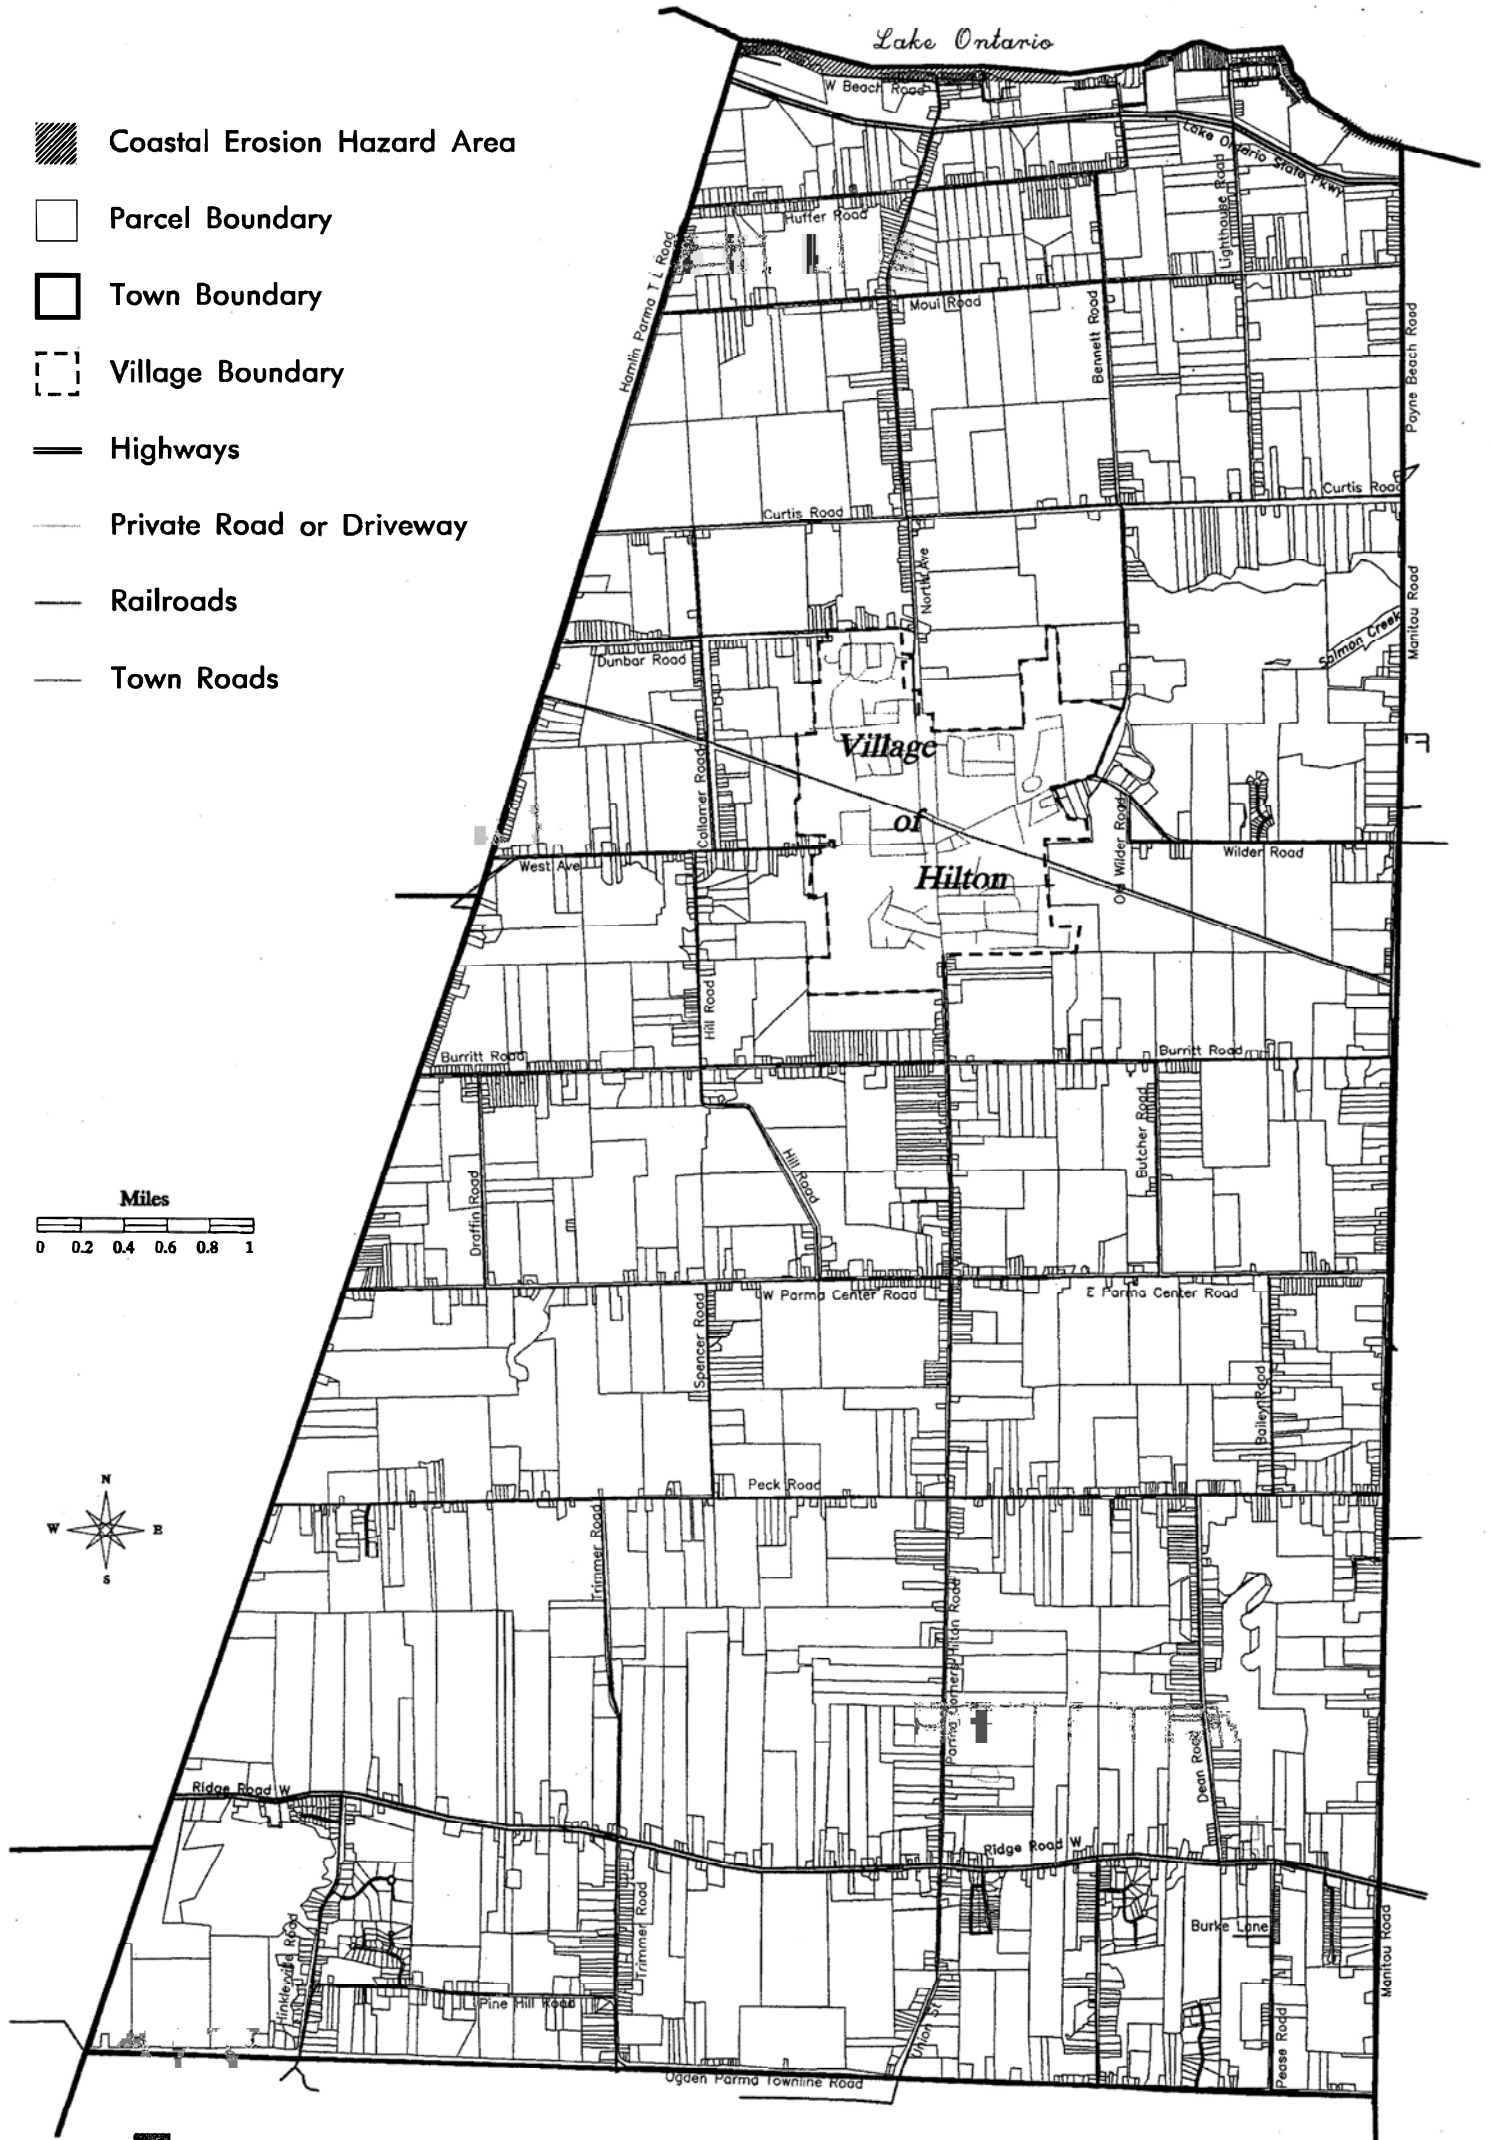 Lake Ontario
Coastal Erosion Hazard Area
Parcel Boundary
Town Boundary
Village Boundary
Highways
Private Road or Driveway
Railroads
Town Roads
W Beach Road
Lake Ontario State Pkwy
Lighthouse Road
Huffer Road
Hamlin Parma T L Road
Moul Road
Bennett Road
Payne Beach Road
Curtis Road
Curtis Road
North Ave
Manitou Road
Salmon Creek
Dunbar Road
Village
of
Hilton
Collamer Road
Old Wilder Road
Wilder Road
West Ave
Hill Road
Burritt Road
Burritt Road
Butcher Road
Hill Road
Draffin Road
Miles
0 0.2 0.4 0.6 0.8 1
W Parma Center Road
E Parma Center Road
Spencer Road
Bailey Road
Peck Road
N
W E
S
Trimmer Road
Parma Corners Hilton Road
Dean Road
Ridge Road W
Ridge Road W
Trimmer Road
Burke Lane
Hinkleyville Road
Manitou Road
Pine Hill Road
Union St
Pease Road
Ogden Parma Townline Road